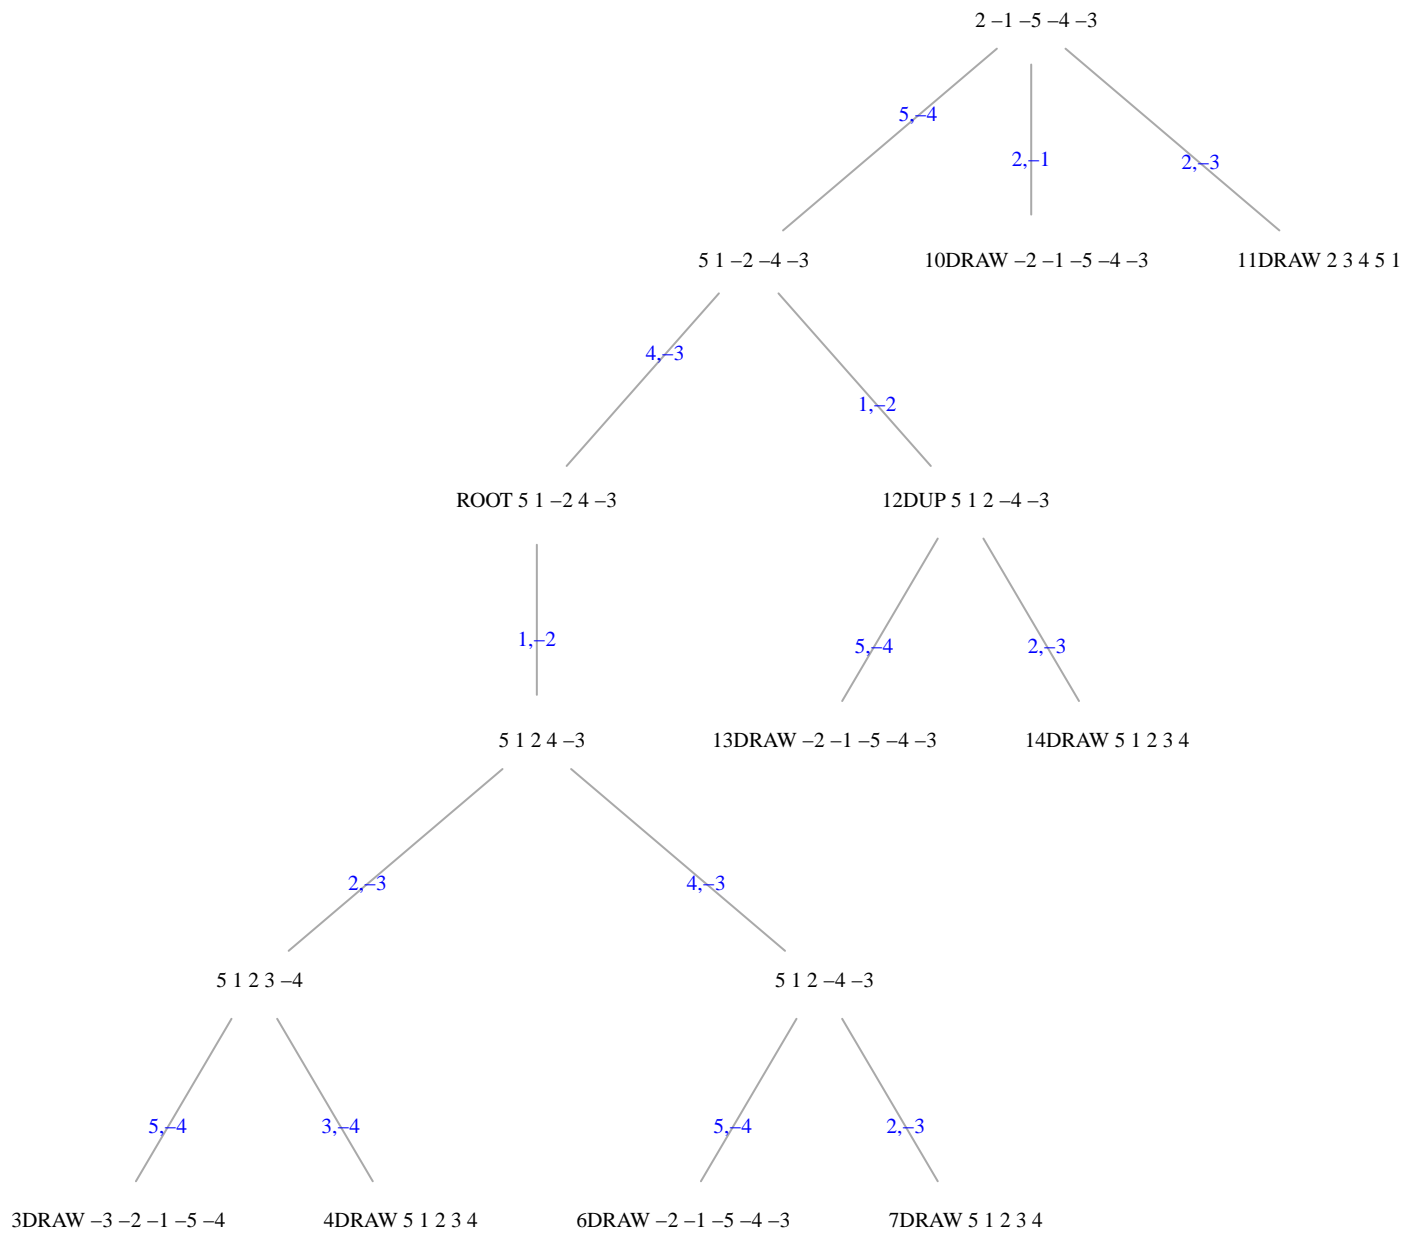 2 –1 –5 –4 –3
5,–4
2,–1
2,–3
5 1 –2 –4 –3
10DRAW –2 –1 –5 –4 –3
11DRAW 2 3 4 5 1
4,–3
1,–2
ROOT 5 1 –2 4 –3
12DUP 5 1 2 –4 –3
1,–2
5,–4
2,–3
5 1 2 4 –3
13DRAW –2 –1 –5 –4 –3
14DRAW 5 1 2 3 4
2,–3
4,–3
5 1 2 3 –4
5 1 2 –4 –3
5,–4
3,–4
5,–4
2,–3
3DRAW –3 –2 –1 –5 –4
4DRAW 5 1 2 3 4
6DRAW –2 –1 –5 –4 –3
7DRAW 5 1 2 3 4